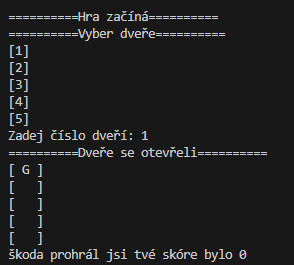 ==========Hra začíná==========
==========Vyber dveře==========
[1]
[2]
[3]
[4]
[5]
Zadej číslo dveří: 1
==========Dveře se otevřeli==========
[ G ]
[   ]
[   ]
[   ]
[   ]
škoda prohrál jsi tvé skóre bylo 0